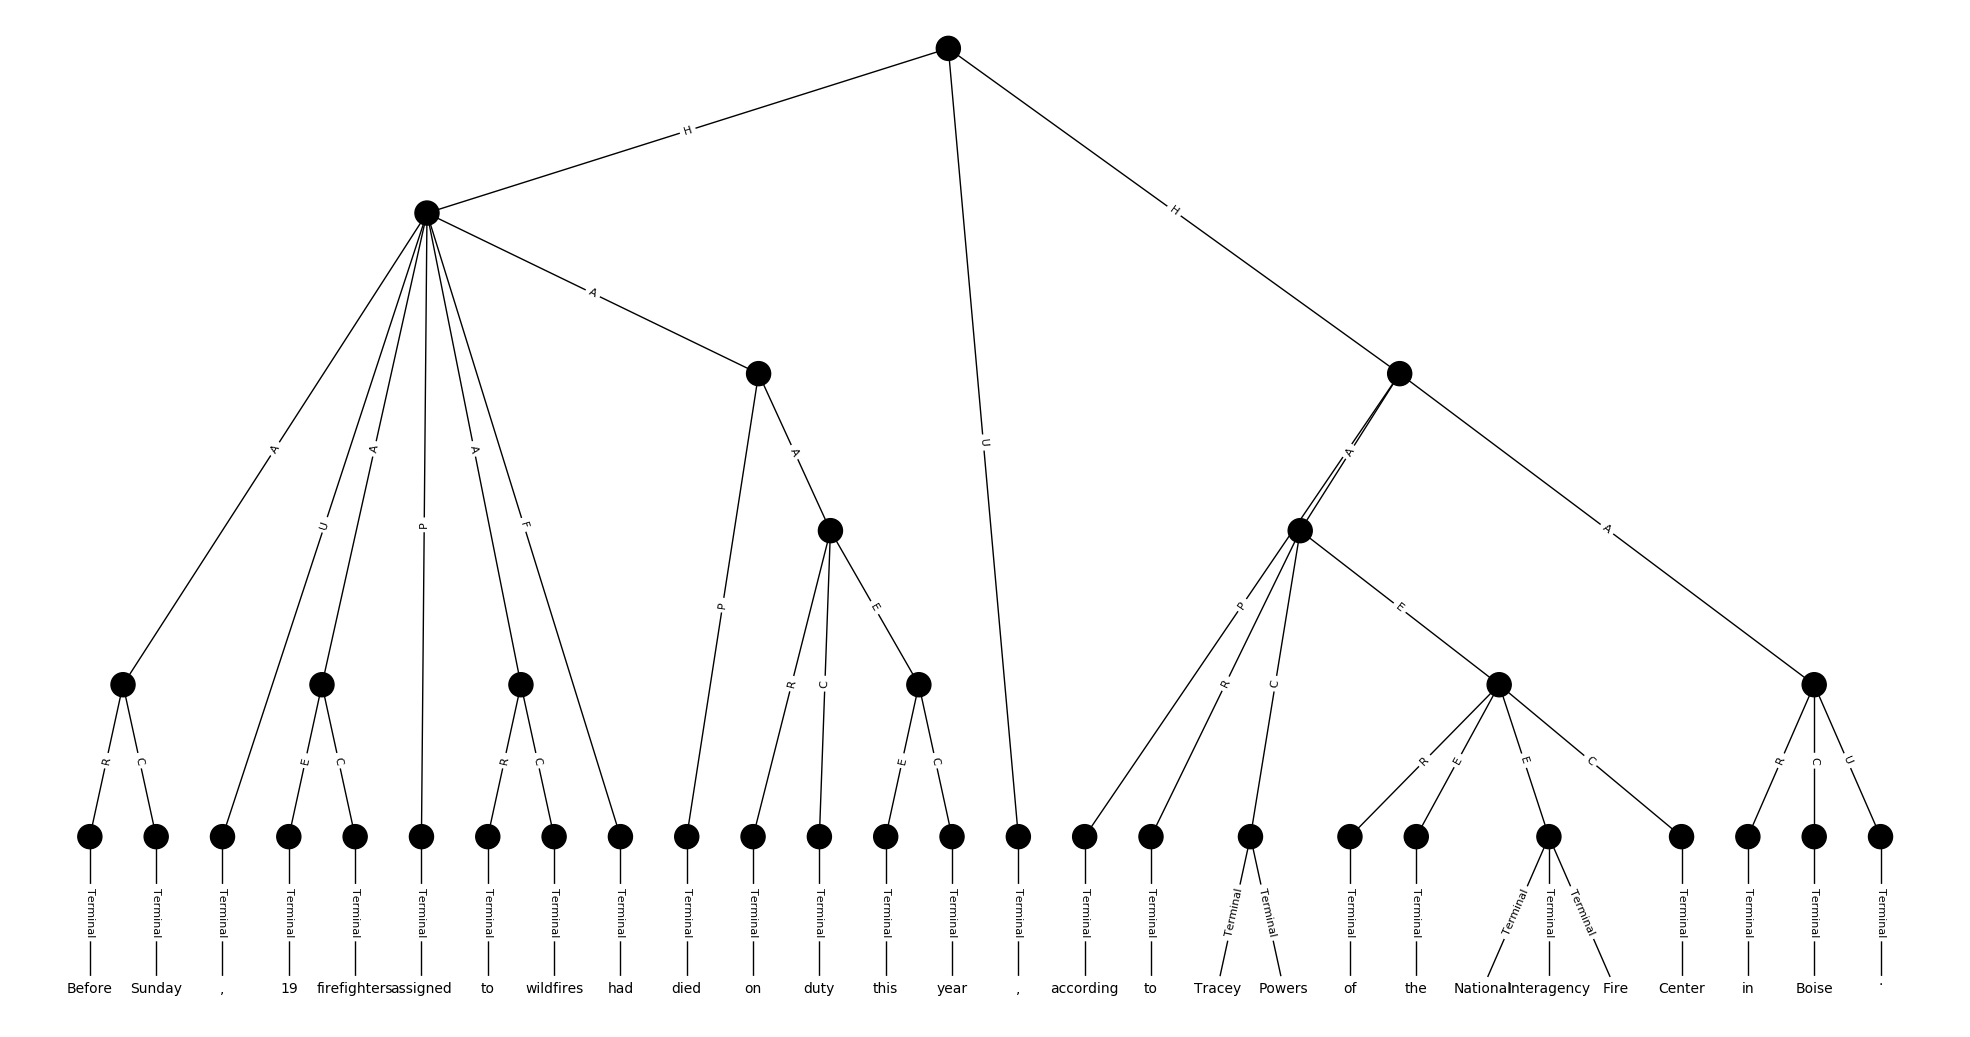 H
H
A
A
U
A
A
A
A
A
U
P
F
A
E
P
P
E
R
C
R
C
R
C
E
C
R
C
E
C
R
E
E
C
R
C
U
Terminal Terminal Terminal Terminal Terminal Terminal Terminal Terminal Terminal Terminal Terminal Terminal Terminal Terminal Terminal Terminal Terminal Terminal Terminal Terminal Terminal Terminal Terminal Terminal Terminal Terminal Terminal Terminal
Before Sunday , 19 firefighters assigned to wildfires had died on duty this year , according to Tracey Powers of the National Interagency Fire Center in Boise .